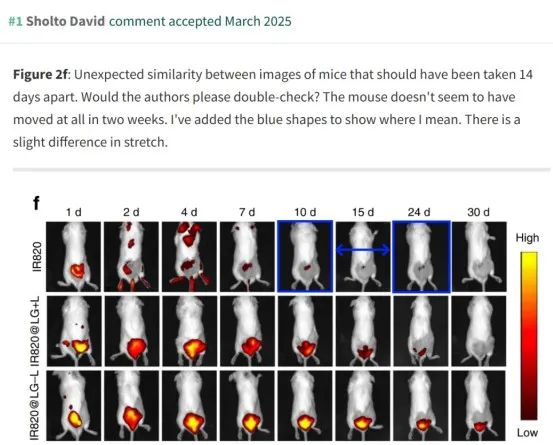 #1 Sholto David comment accepted March 2025
Figure 2f: Unexpected similarity between images of mice that should have been taken 14
days apart. Would the authors please double-check? The mouse doesn't seem to have
moved at all in two weeks. I've added the blue shapes to show where I mean. There is a
slight difference in stretch.
f
1 d 2 d 4 d 7 d 10 d 15 d 24 d 30 d
IR820
IR820@LG+L
IR820@LG–L
High
Low